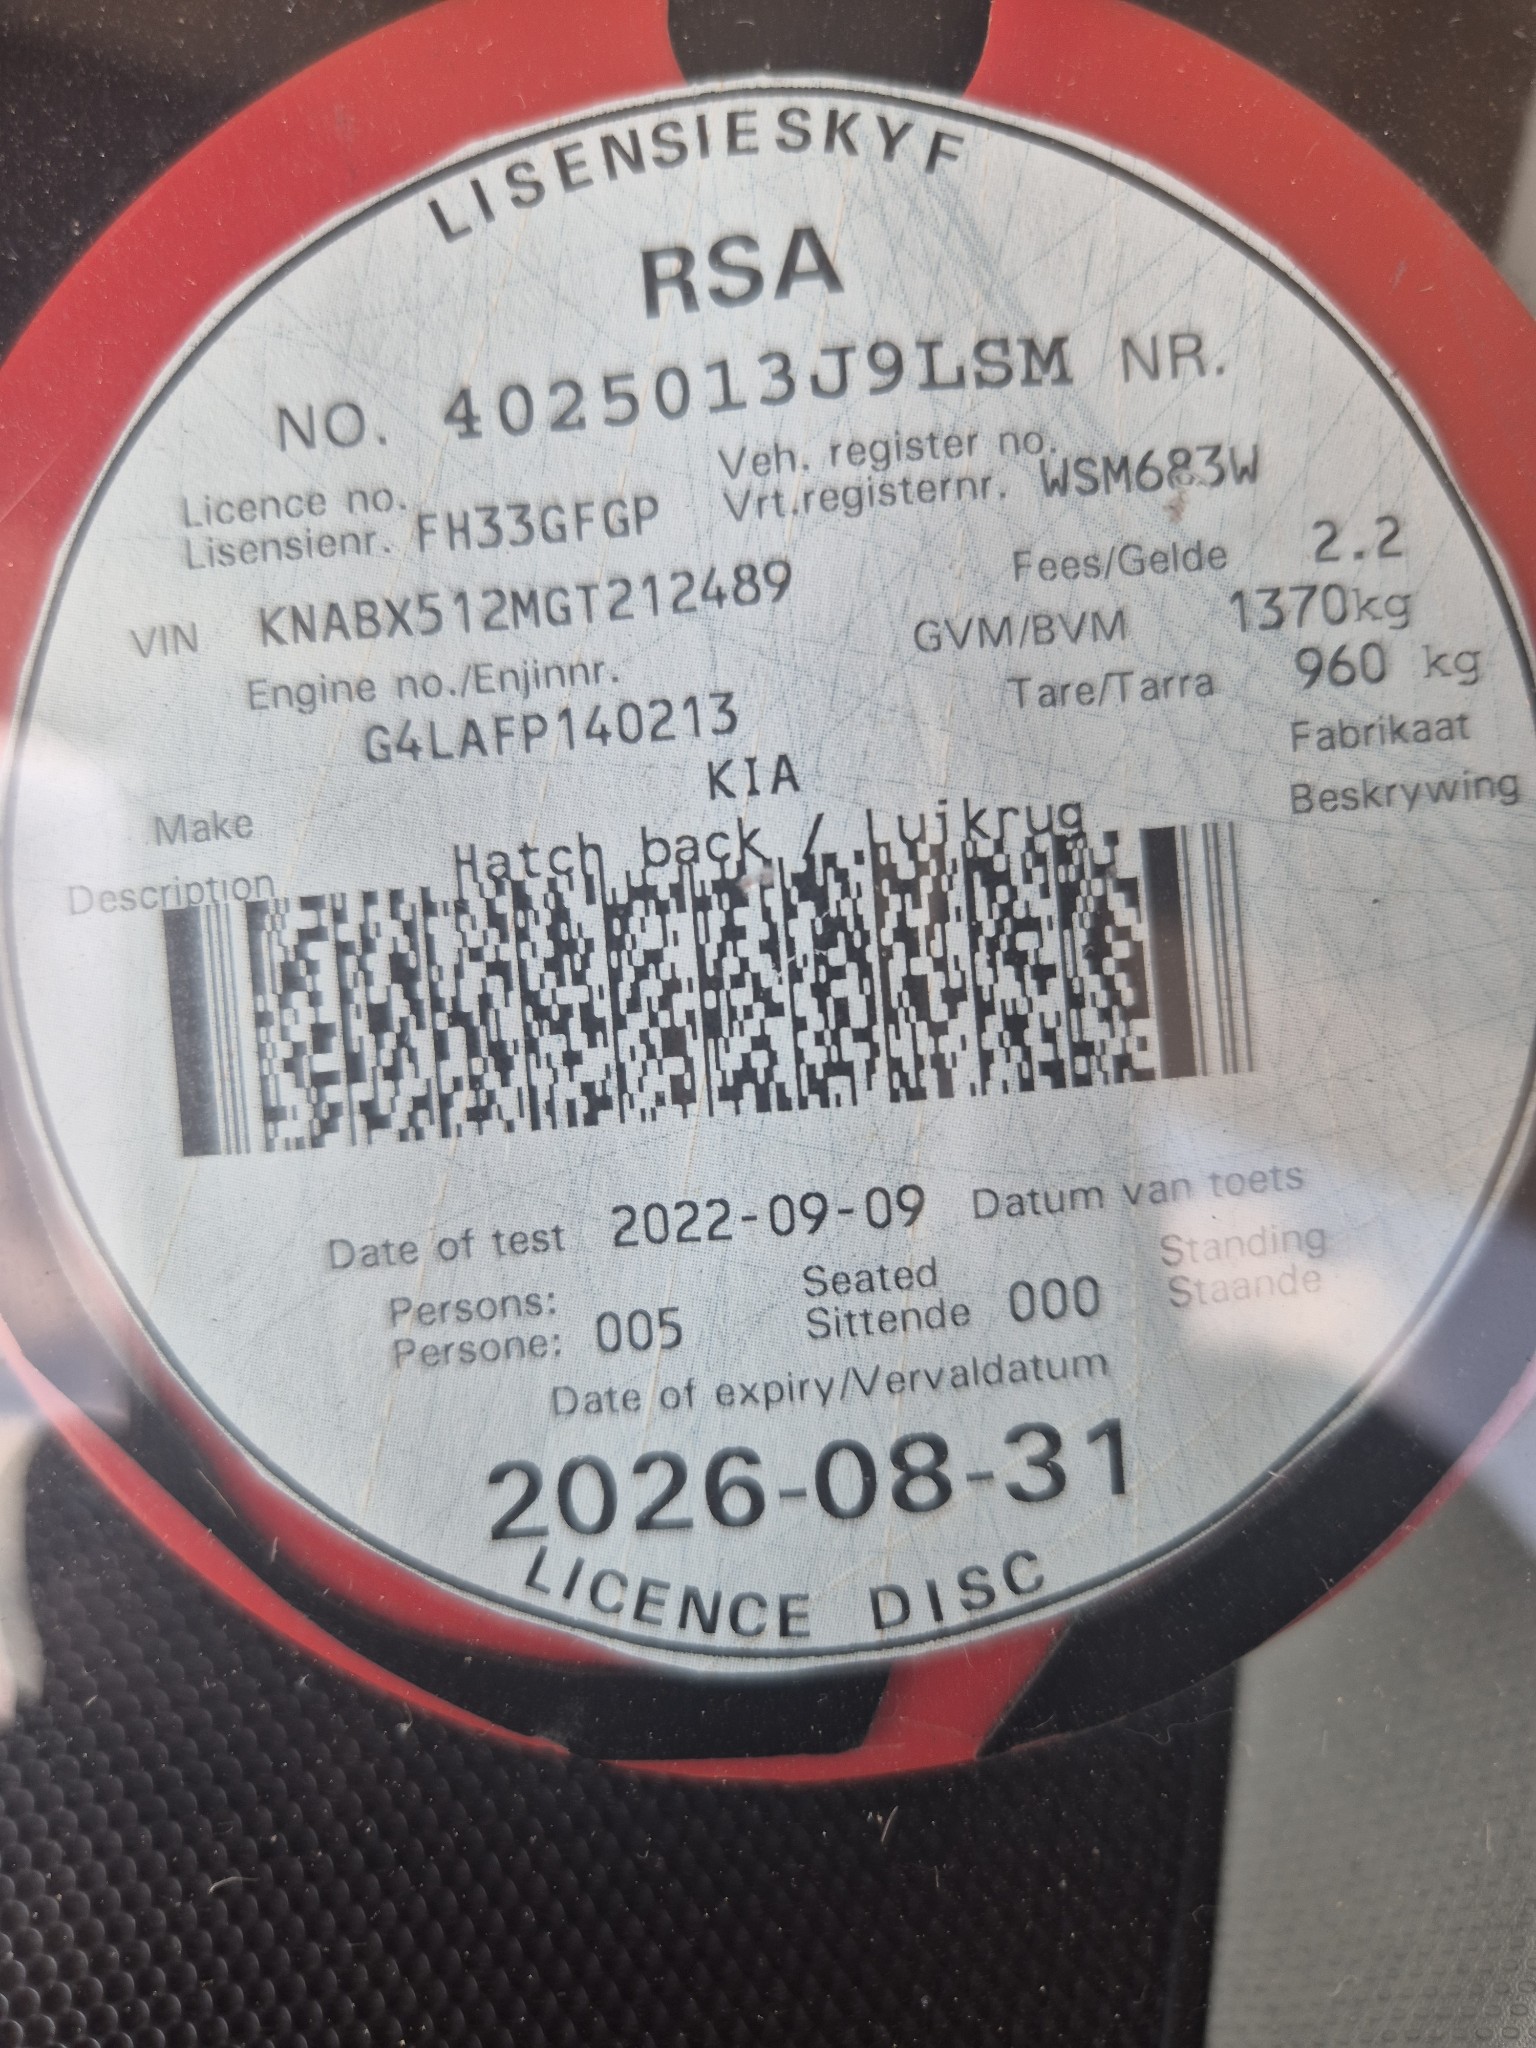 LISENSIESKYF
RSA
NO. 4025013J9LSM NR.
Licence no. Veh. register no.
Lisensienr. FH33GFGP Vrt.registernr. WSM683W
VIN KNABX512MGT212489 Fees/Gelde 2.2
Engine no./Enjinnr. GVM/BVM 1370kg
G4LAFP140213 Tare/Tarra 960 kg
Make KIA Fabrikaat
Description Hatch back / Luikrug Beskrywing
Date of test 2022-09-09 Datum van toets
Persons: Seated Standing
Persone: 005 Sittende 000 Staande
Date of expiry/Vervaldatum
2026-08-31
LICENCE DISC